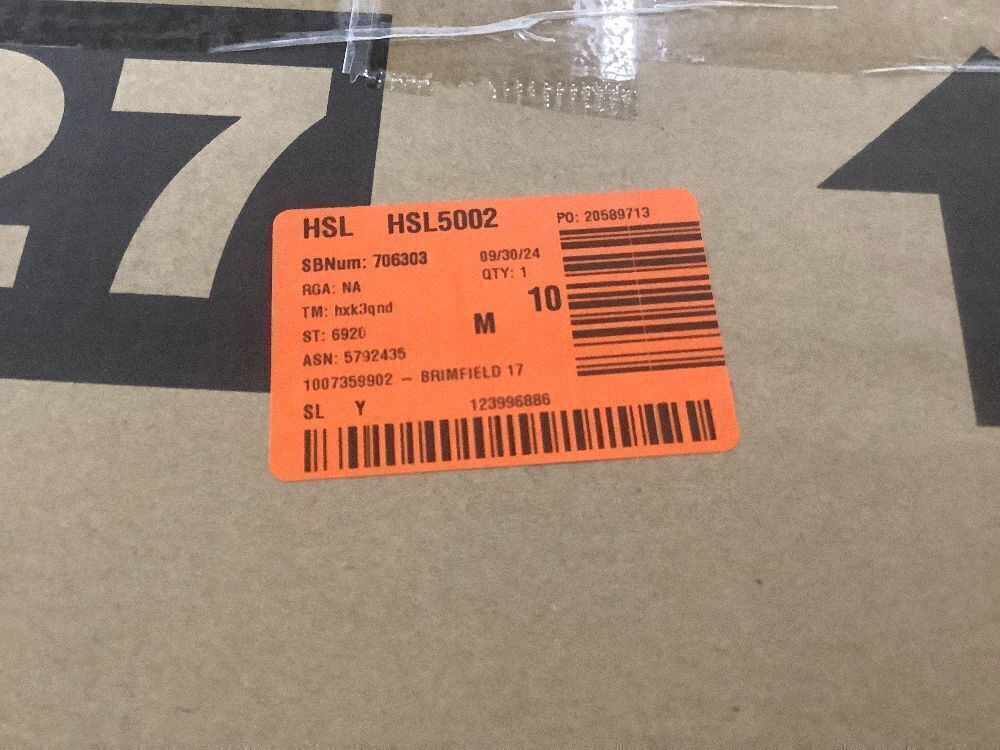 27
HSL HSL5002
PO: 20589713
SBNum: 706303 09/30/24
RGA: NA QTY: 1
TM: hxk3qnd M 10
ST: 6920
ASN: 5792435
1007359902 – BRIMFIELD 17
SL Y 123996886